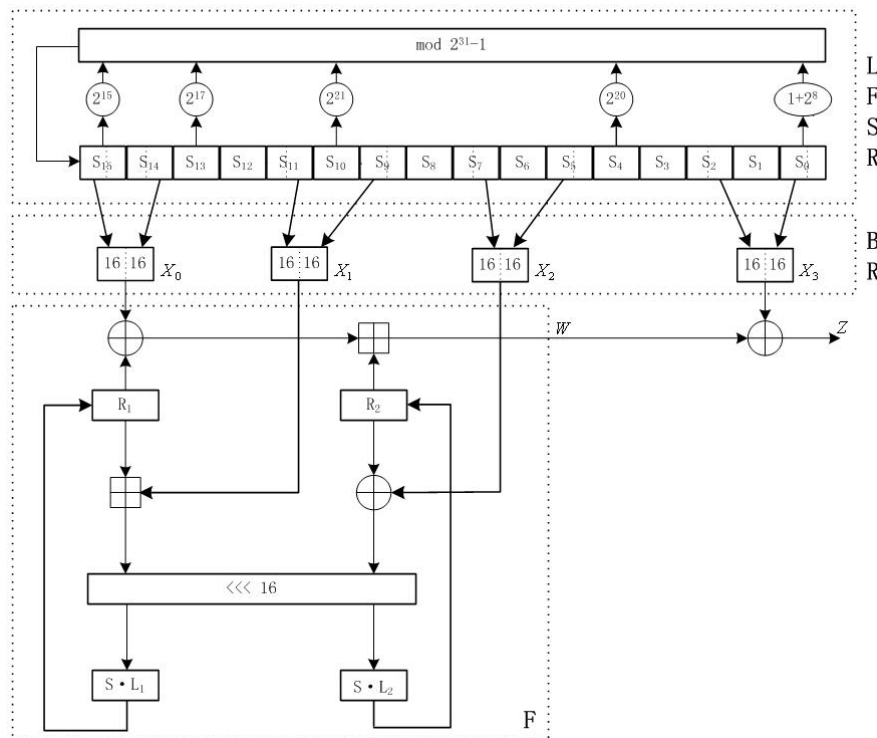 mod 2³¹-1
2¹⁵ 2¹⁷ 2²¹ 2²⁰ 1+2⁸
S₁₅ S₁₄ S₁₃ S₁₂ S₁₁ S₁₀ S₉ S₈ S₇ S₆ S₅ S₄ S₃ S₂ S₁ S₀
L
F
S
R
16 16 X₀ 16 16 X₁ 16 16 X₂ 16 16 X₃
B
R
W Z
R₁ R₂
<<< 16
S·L₁ S·L₂
F